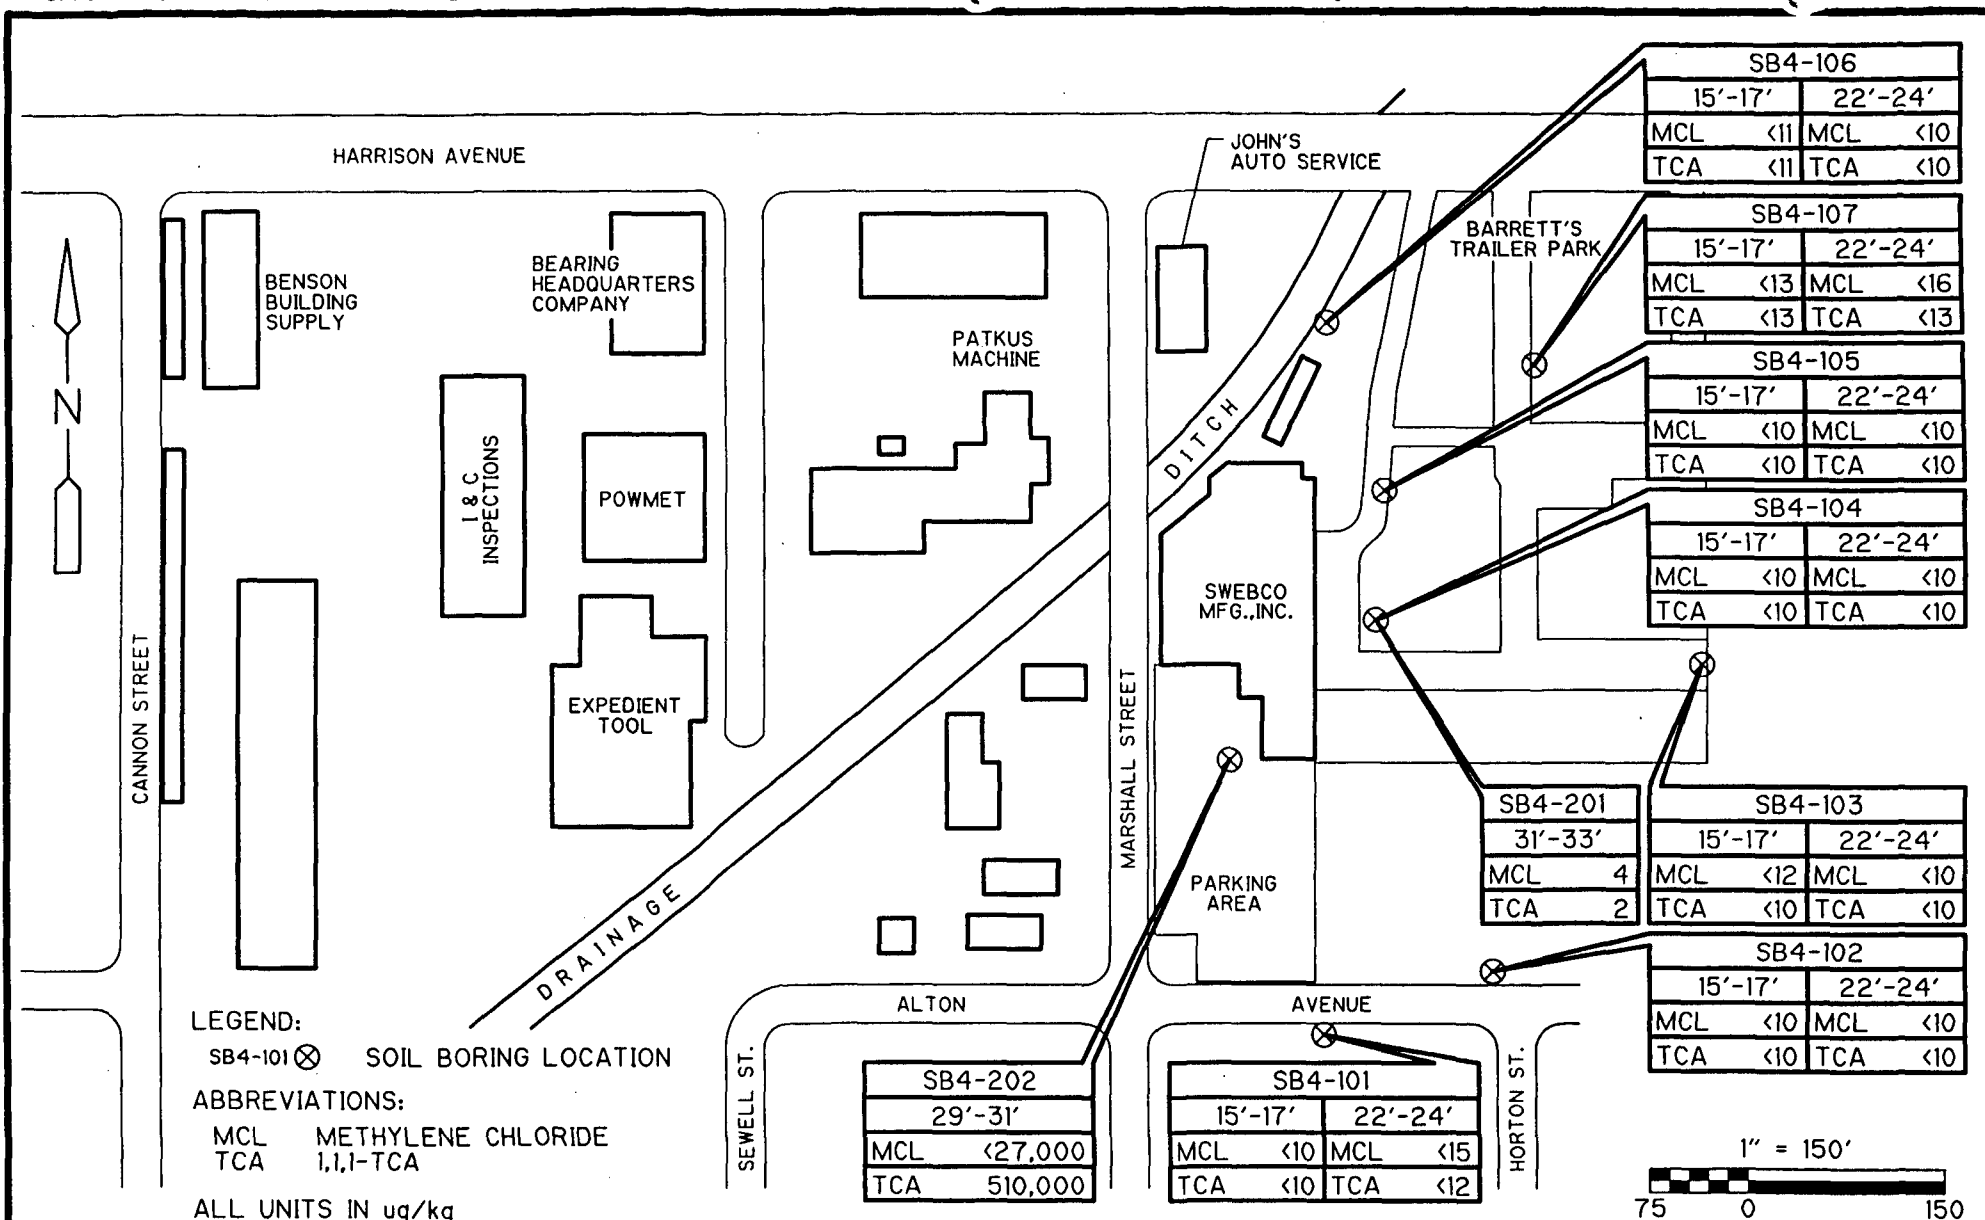 HARRISON AVENUE
JOHN'S
AUTO SERVICE
BARRETT'S
TRAILER PARK
BENSON
BUILDING
SUPPLY
BEARING
HEADQUARTERS
COMPANY
PATKUS
MACHINE
N
I & C
INSPECTIONS
POWMET
DITCH
SWEBCO
MFG.,INC.
EXPEDIENT
TOOL
CANNON STREET
MARSHALL STREET
PARKING
AREA
DRAINAGE
ALTON AVENUE
SEWELL ST.
HORTON ST.
SB4-106
15'-17' 22'-24'
MCL <11 MCL <10
TCA <11 TCA <10
SB4-107
15'-17' 22'-24'
MCL <13 MCL <16
TCA <13 TCA <13
SB4-105
15'-17' 22'-24'
MCL <10 MCL <10
TCA <10 TCA <10
SB4-104
15'-17' 22'-24'
MCL <10 MCL <10
TCA <10 TCA <10
SB4-201
31'-33'
MCL 4
TCA 2
SB4-103
15'-17' 22'-24'
MCL <12 MCL <10
TCA <10 TCA <10
SB4-102
15'-17' 22'-24'
MCL <10 MCL <10
TCA <10 TCA <10
SB4-202
29'-31'
MCL <27,000
TCA 510,000
SB4-101
15'-17' 22'-24'
MCL <10 MCL <15
TCA <10 TCA <12
LEGEND:
SB4-101 SOIL BORING LOCATION
ABBREVIATIONS:
MCL METHYLENE CHLORIDE
TCA 1,1,1-TCA
ALL UNITS IN ug/kg
1" = 150'
75 0 150